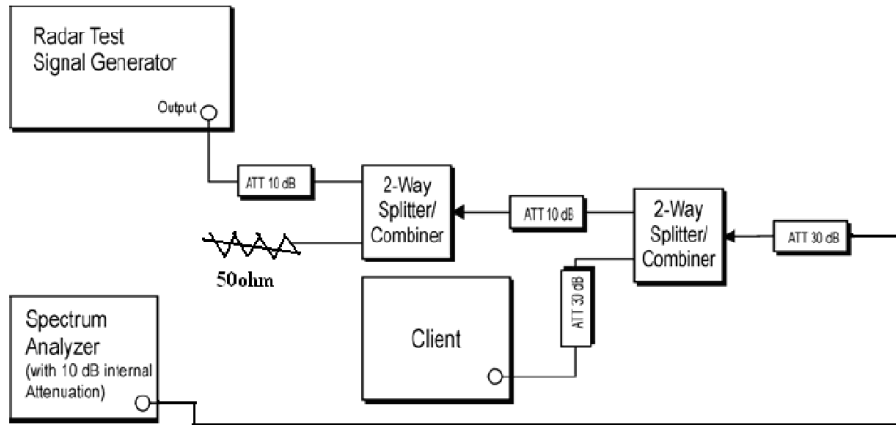 Radar Test
Signal Generator
Output
ATT 10 dB
2-Way
Splitter/
Combiner
ATT 10 dB
2-Way
Splitter/
Combiner
ATT 30 dB
50ohm
ATT 30 dB
Client
Spectrum
Analyzer
(with 10 dB internal
Attenuation)